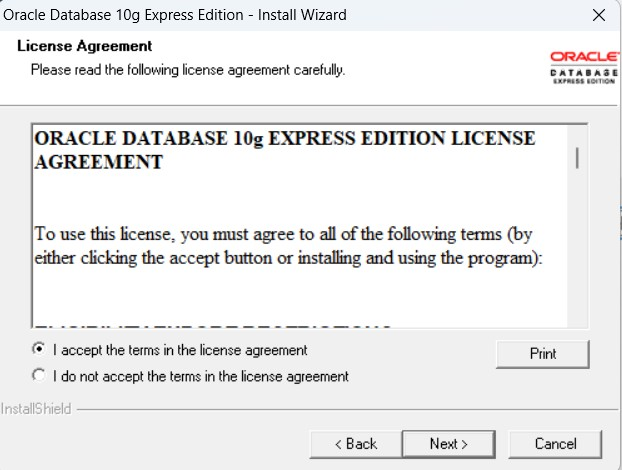 Oracle Database 10g Express Edition - Install Wizard
License Agreement
Please read the following license agreement carefully.
ORACLE
DATABASE
EXPRESS EDITION
ORACLE DATABASE 10g EXPRESS EDITION LICENSE
AGREEMENT
To use this license, you must agree to all of the following terms (by
either clicking the accept button or installing and using the program):
I accept the terms in the license agreement
Print
I do not accept the terms in the license agreement
InstallShield
< Back
Next >
Cancel